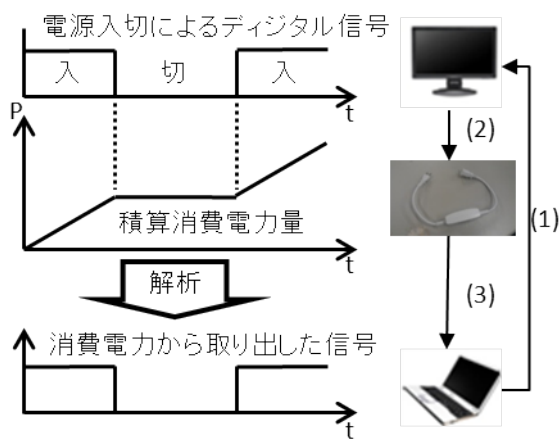 電源入切によるディジタル信号
入 切 入
P
t
(2)
積算消費電力量
(1)
t
解析
(3)
消費電力から取り出した信号
t